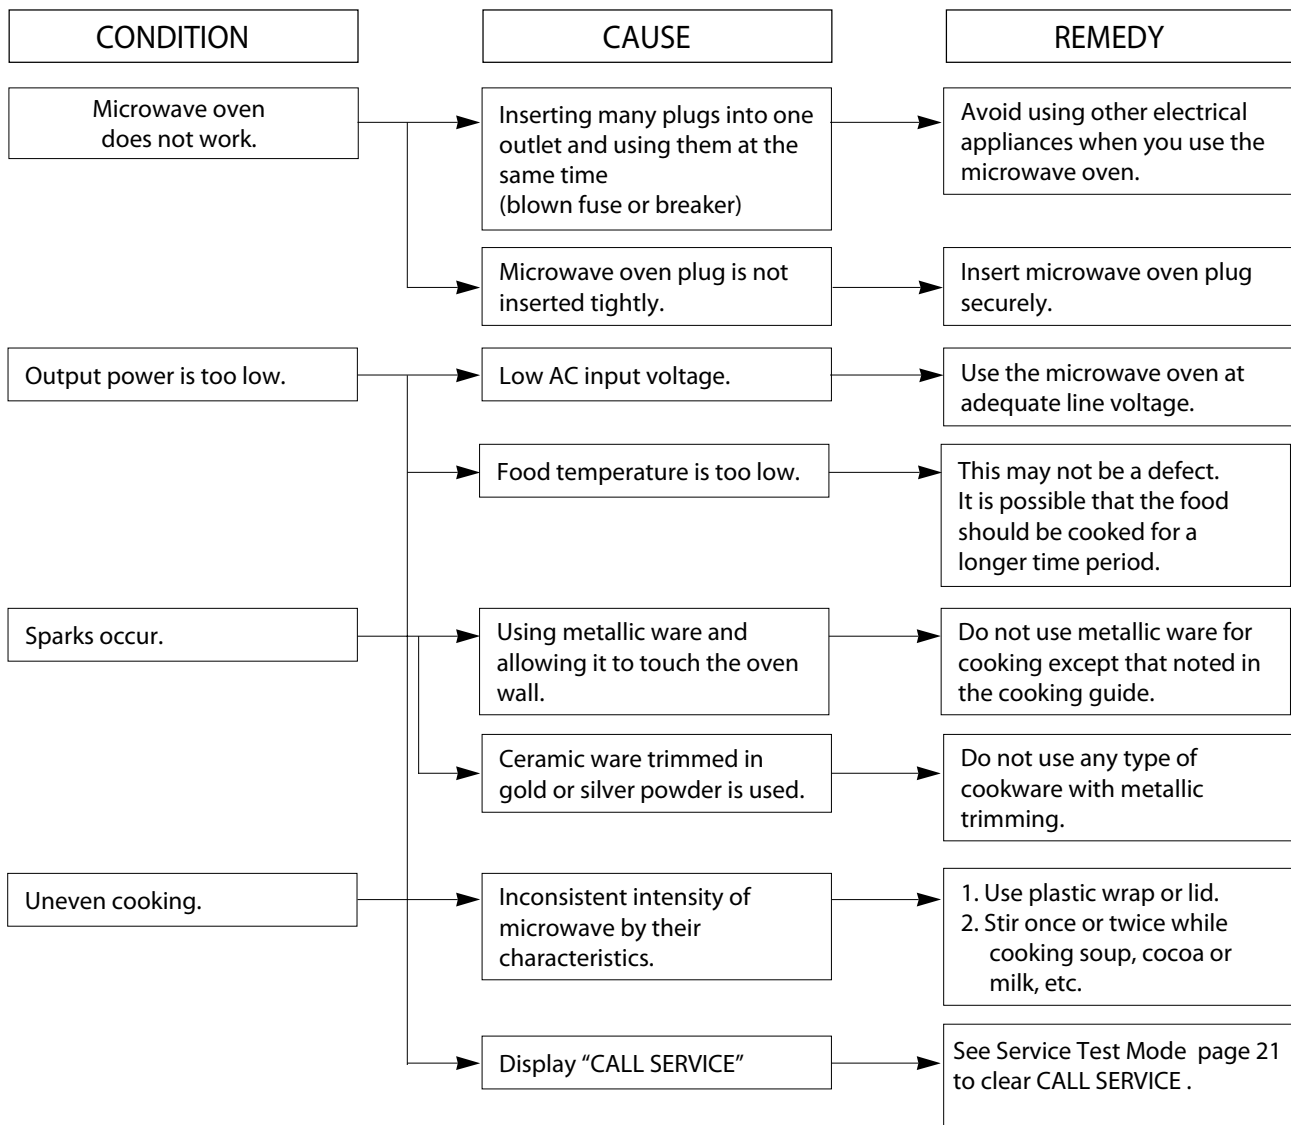 CONDITION
CAUSE
REMEDY
Microwave oven
does not work.
Inserting many plugs into one
outlet and using them at the
same time
(blown fuse or breaker)
Avoid using other electrical
appliances when you use the
microwave oven.
Microwave oven plug is not
inserted tightly.
Insert microwave oven plug
securely.
Output power is too low.
Low AC input voltage.
Use the microwave oven at
adequate line voltage.
Food temperature is too low.
This may not be a defect.
It is possible that the food
should be cooked for a
longer time period.
Sparks occur.
Using metallic ware and
allowing it to touch the oven
wall.
Do not use metallic ware for
cooking except that noted in
the cooking guide.
Ceramic ware trimmed in
gold or silver powder is used.
Do not use any type of
cookware with metallic
trimming.
Uneven cooking.
Inconsistent intensity of
microwave by their
characteristics.
1. Use plastic wrap or lid.
2. Stir once or twice while
cooking soup, cocoa or
milk, etc.
Display “CALL SERVICE”
See Service Test Mode page 21
to clear CALL SERVICE .